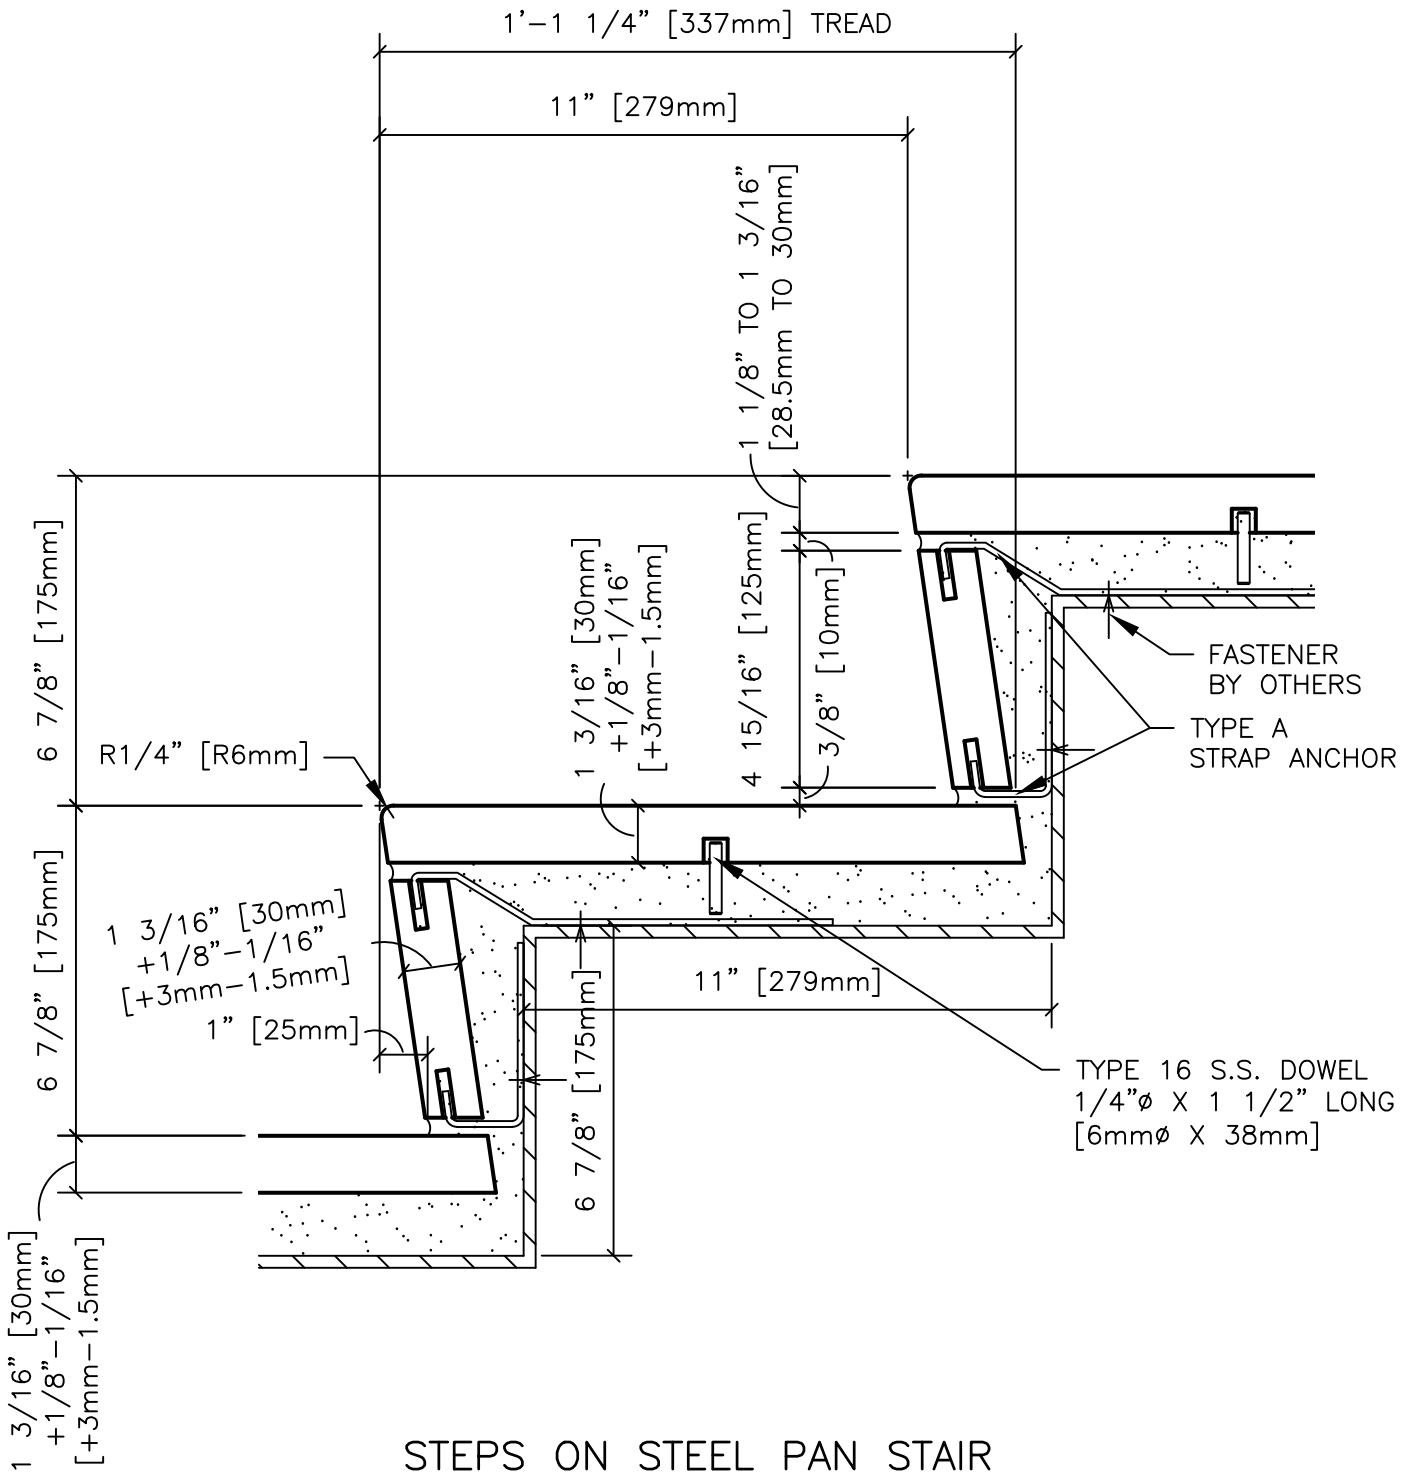 1'-1 1/4" [337mm] TREAD
11" [279mm]
1 1/8" TO 1 3/16"
[28.5mm TO 30mm]
6 7/8" [175mm]
1 3/16" [30mm]
+1/8"-1/16"
[+3mm-1.5mm]
4 15/16" [125mm]
3/8" [10mm]
FASTENER
BY OTHERS
TYPE A
STRAP ANCHOR
R1/4" [R6mm]
6 7/8" [175mm]
1 3/16" [30mm]
+1/8"-1/16"
[+3mm-1.5mm]
1" [25mm]
11" [279mm]
6 7/8" [175mm]
TYPE 16 S.S. DOWEL
1/4"ø X 1 1/2" LONG
[6mmø X 38mm]
1 3/16" [30mm]
+1/8"-1/16"
[+3mm-1.5mm]
STEPS ON STEEL PAN STAIR